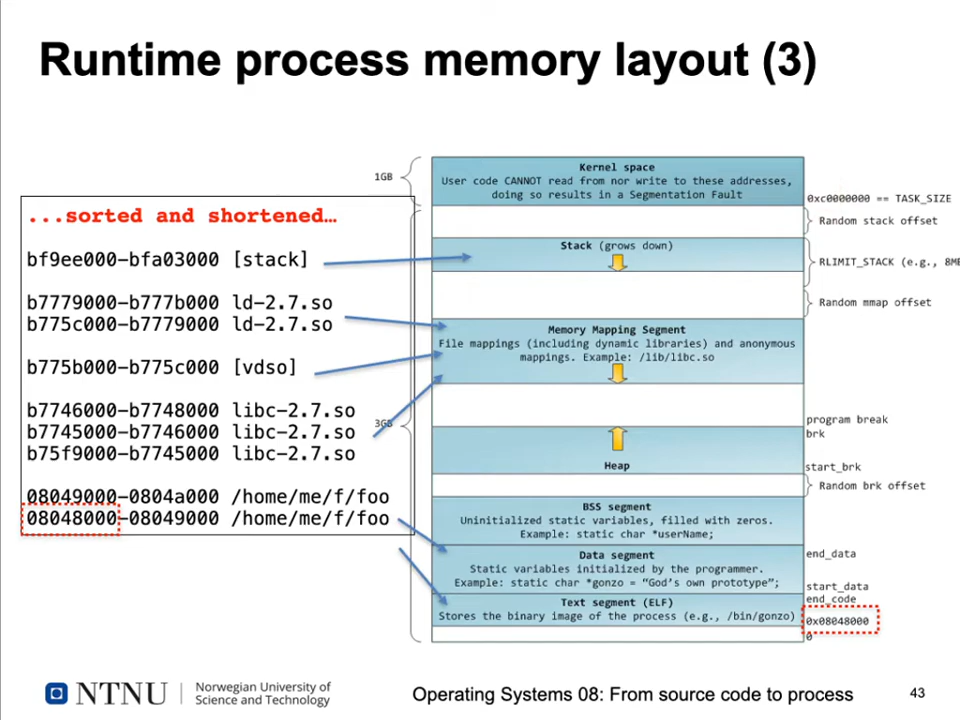 Runtime process memory layout (3)
...sorted and shortened…
bf9ee000-bfa03000 [stack]
b7779000-b777b000 ld-2.7.so
b775c000-b7779000 ld-2.7.so
b775b000-b775c000 [vdso]
b7746000-b7748000 libc-2.7.so
b7745000-b7746000 libc-2.7.so
b75f9000-b7745000 libc-2.7.so
08049000-0804a000 /home/me/f/foo
08048000-08049000 /home/me/f/foo
1GB
3GB
Kernel space
User code CANNOT read from nor write to these addresses,
doing so results in a Segmentation Fault
0xc0000000 == TASK_SIZE
Random stack offset
Stack (grows down)
RLIMIT_STACK (e.g., 8M
Random mmap offset
Memory Mapping Segment
File mappings (including dynamic libraries) and anonymous
mappings. Example: /lib/libc.so
program break
brk
Heap
start_brk
Random brk offset
BSS segment
Uninitialized static variables, filled with zeros.
Example: static char *userName;
Data segment
Static variables initialized by the programmer.
Example: static char *gonzo = “God’s own prototype”;
end_data
start_data
end_code
Text segment (ELF)
Stores the binary image of the process (e.g., /bin/gonzo)
0x08048000
0
NTNU
Norwegian University of
Science and Technology
Operating Systems 08: From source code to process
43